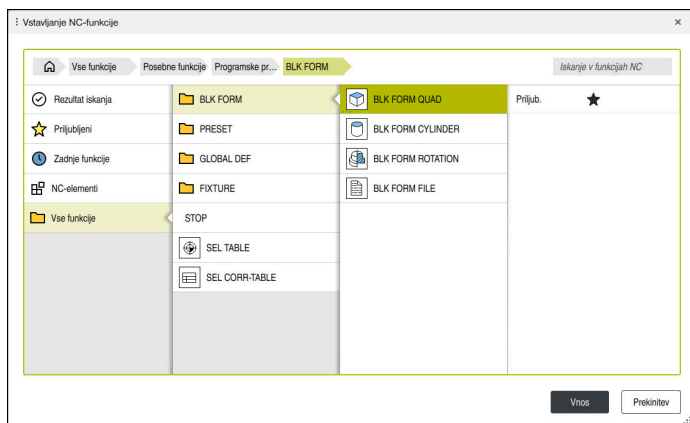 Vstavljanje NC-funkcije
Vse funkcije Posebne funkcije Programske pr... BLK FORM
Iskanje v funkcijah NC
Rezultat iskanja
Priljubljeni
Zadnje funkcije
NC-elementi
Vse funkcije
BLK FORM
PRESET
GLOBAL DEF
FIXTURE
STOP
SEL TABLE
SEL CORR-TABLE
BLK FORM QUAD
BLK FORM CYLINDER
BLK FORM ROTATION
BLK FORM FILE
Priljub.
Vnos
Prekinitev